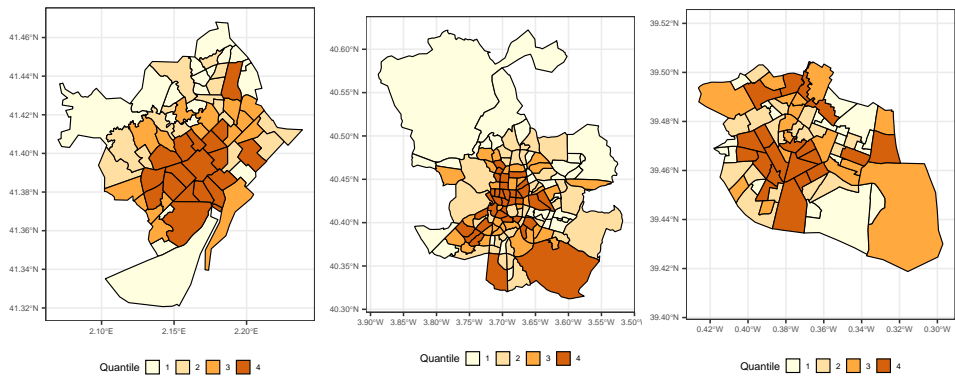 41.46°N
41.44°N
41.42°N
41.40°N
41.38°N
41.36°N
41.34°N
41.32°N
2.10°E 2.15°E 2.20°E
Quantile 1 2 3 4
40.60°N
40.55°N
40.50°N
40.45°N
40.40°N
40.35°N
40.30°N
3.90°W 3.85°W 3.80°W 3.75°W 3.70°W 3.65°W 3.60°W 3.55°W 3.50°W
Quantile 1 2 3 4
39.52°N
39.50°N
39.48°N
39.46°N
39.44°N
39.42°N
39.40°N
0.42°W 0.40°W 0.38°W 0.36°W 0.34°W 0.32°W 0.30°W
Quantile 1 2 3 4